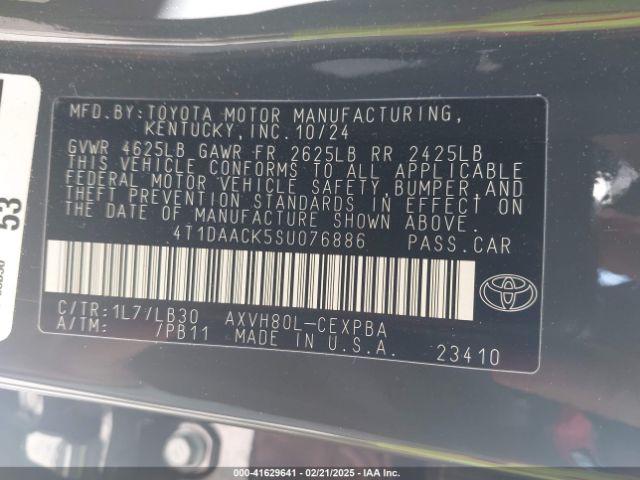 MFD.BY:TOYOTA MOTOR MANUFACTURING,
KENTUCKY,INC.10/24
GVWR 4625LB GAWR FR 2625LB RR 2425LB
THIS VEHICLE CONFORMS TO ALL APPLICABLE
FEDERAL MOTOR VEHICLE SAFETY,BUMPER,AND
THEFT PREVENTION STANDARDS IN EFFECT ON
THE DATE OF MANUFACTURE SHOWN ABOVE.
4T1DAACK5SU076886 PASS.CAR
C/TR:1L7/LB30 AXVH80L-CEXPBA
A/TM: /PB11 MADE IN U.S.A. 23410
53
000-41629641 / 02/21/2025 - IAA